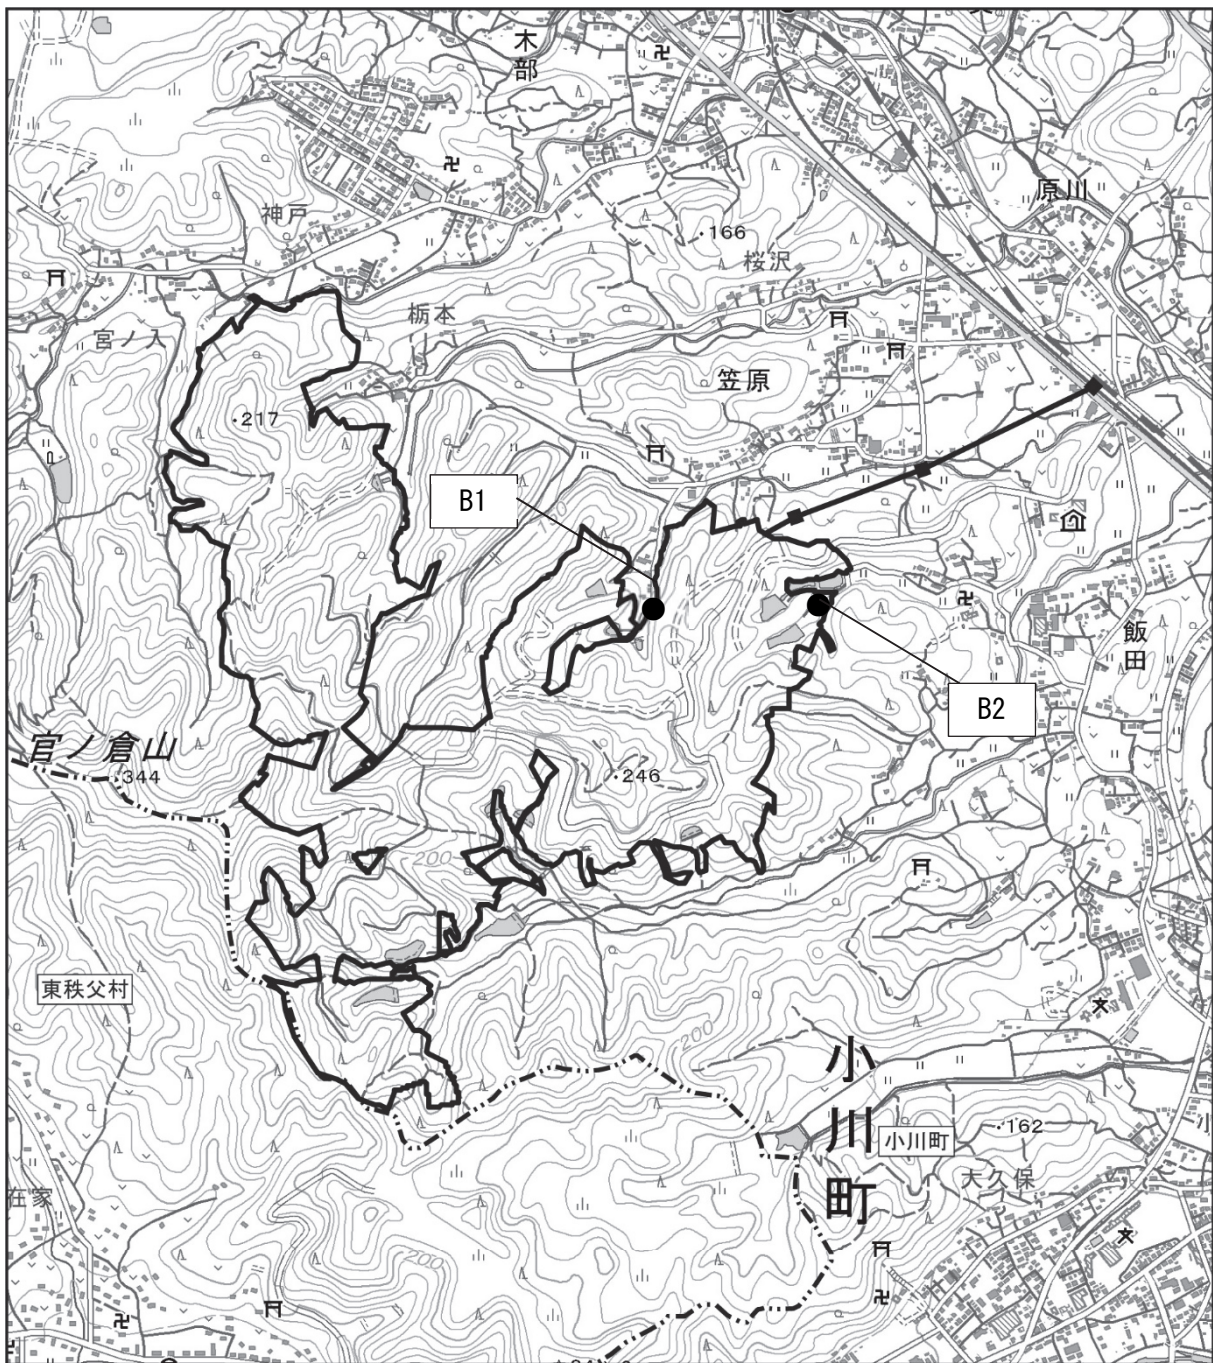 木部
原川
神戸
・166
桜沢
栃本
宮ノ入
笠原
・217
B1
飯田
B2
官ノ倉山
・344
・246
200
東秩父村
200
小川町
小川町
・162
大久保
在家
200